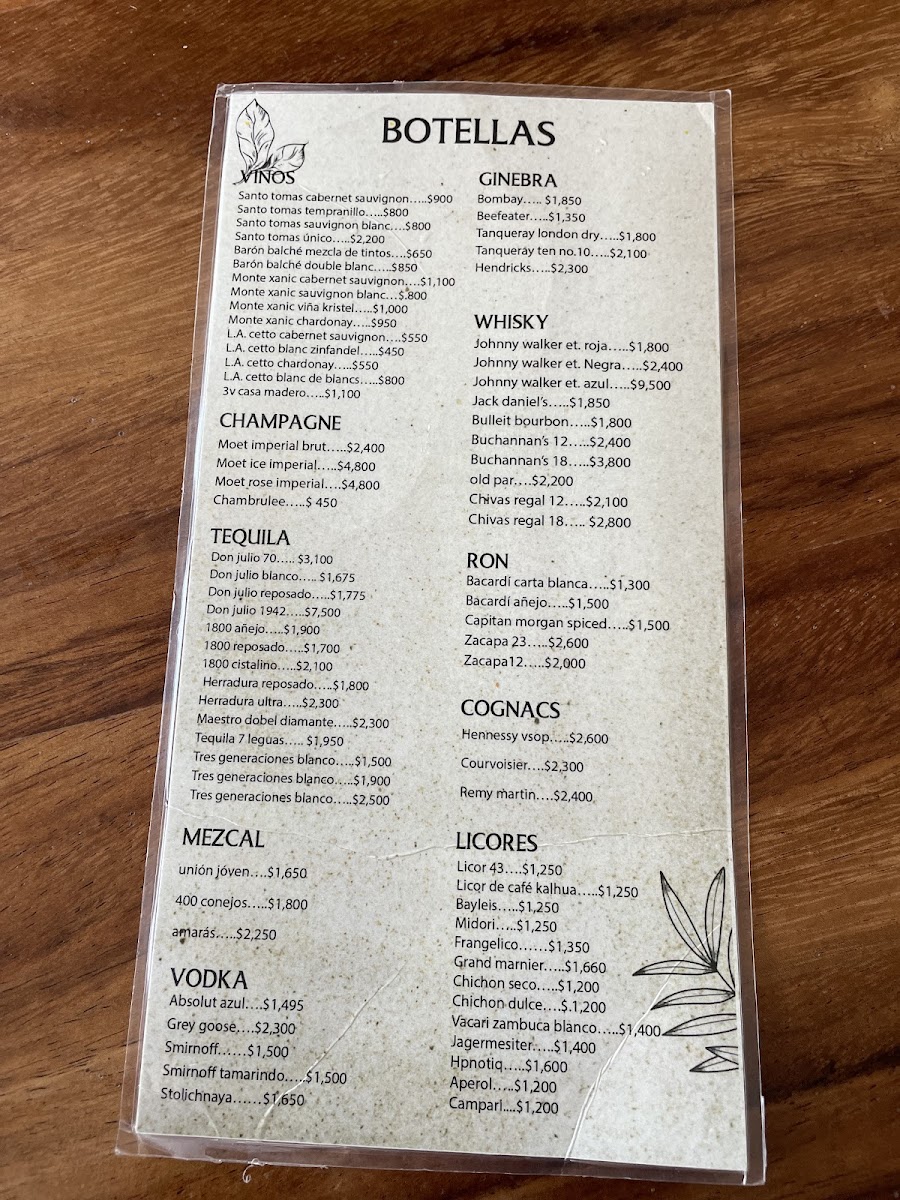 BOTELLAS
VINOS
Santo tomas cabernet sauvignon.....$900
Santo tomas tempranillo.....$800
Santo tomas sauvignon blanc....$800
Santo tomas único.....$2,200
Barón balché mezcla de tintos....$650
Barón balché double blanc.....$850
Monte xanic cabernet sauvignon....$1,100
Monte xanic sauvignon blanc...$.800
Monte xanic viña kristel.....$1,000
Monte xanic chardonay.....$950
L.A. cetto cabernet sauvignon....$550
L.A. cetto blanc zinfandel.....$450
L.A. cetto chardonay.....$550
L.A. cetto blanc de blancs.....$800
3v casa madero.....$1,100
CHAMPAGNE
Moet imperial brut.....$2,400
Moet ice imperial.....$4,800
Moet rose imperial....$4,800
Chambrulee.....$ 450
TEQUILA
Don julio 70..... $3,100
Don julio blanco..... $1,675
Don julio reposado.....$1,775
Don julio 1942.....$7,500
1800 añejo.....$1,900
1800 reposado.....$1,700
1800 cistalino.....$2,100
Herradura reposado.....$1,800
Herradura ultra.....$2,300
Maestro dobel diamante.....$2,300
Tequila 7 leguas..... $1,950
Tres generaciones blanco.....$1,500
Tres generaciones blanco.....$1,900
Tres generaciones blanco.....$2,500
MEZCAL
unión jóven....$1,650
400 conejos.....$1,800
amarás.....$2,250
VODKA
Absolut azul....$1,495
Grey goose....$2,300
Smirnoff......$1,500
Smirnoff tamarindo.....$1,500
Stolichnaya......$1,650
GINEBRA
Bombay..... $1,850
Beefeater.....$1,350
Tanqueray london dry.....$1,800
Tanqueray ten no.10.....$2,100
Hendricks.....$2,300
WHISKY
Johnny walker et. roja.....$1,800
Johnny walker et. Negra.....$2,400
Johnny walker et. azul.....$9,500
Jack daniel's.....$1,850
Bulleit bourbon.....$1,800
Buchannan's 12.....$2,400
Buchannan's 18.....$3,800
old par....$2,200
Chivas regal 12.....$2,100
Chivas regal 18..... $2,800
RON
Bacardí carta blanca.....$1,300
Bacardí añejo.....$1,500
Capitan morgan spiced.....$1,500
Zacapa 23.....$2,600
Zacapa12.....$2,000
COGNACS
Hennessy vsop....$2,600
Courvoisier....$2,300
Remy martin....$2,400
LICORES
Licor 43....$1,250
Licor de café kalhua.....$1,250
Bayleis.....$1,250
Midori.....$1,250
Frangelico......$1,350
Grand marnier.....$1,660
Chichon seco.....$1,200
Chichon dulce....$.1,200
Vacari zambuca blanco.....$1,400
Jagermesiter.....$1,400
Hpnotiq.....$1,600
Aperol.....$1,200
Campari....$1,200